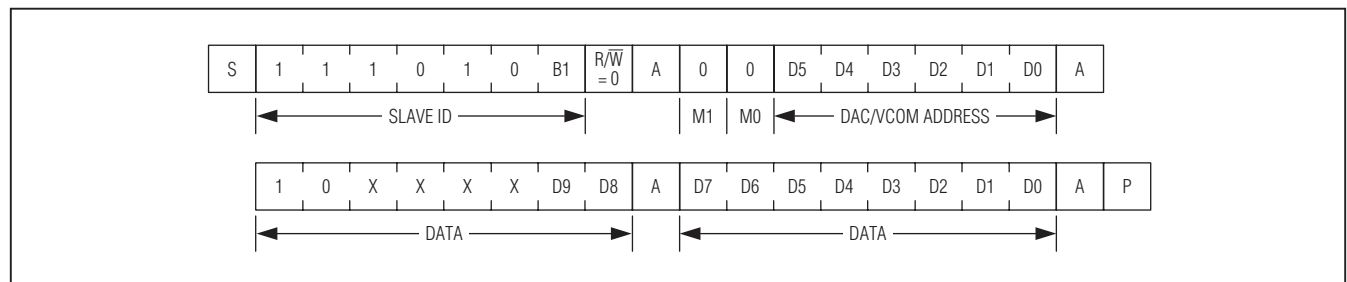 S 1 1 1 0 1 0 B1 R/W̅ = 0 A 0 0 D5 D4 D3 D2 D1 D0 A
SLAVE ID M1 M0 DAC/VCOM ADDRESS
1 0 X X X X D9 D8 A D7 D6 D5 D4 D3 D2 D1 D0 A P
DATA DATA